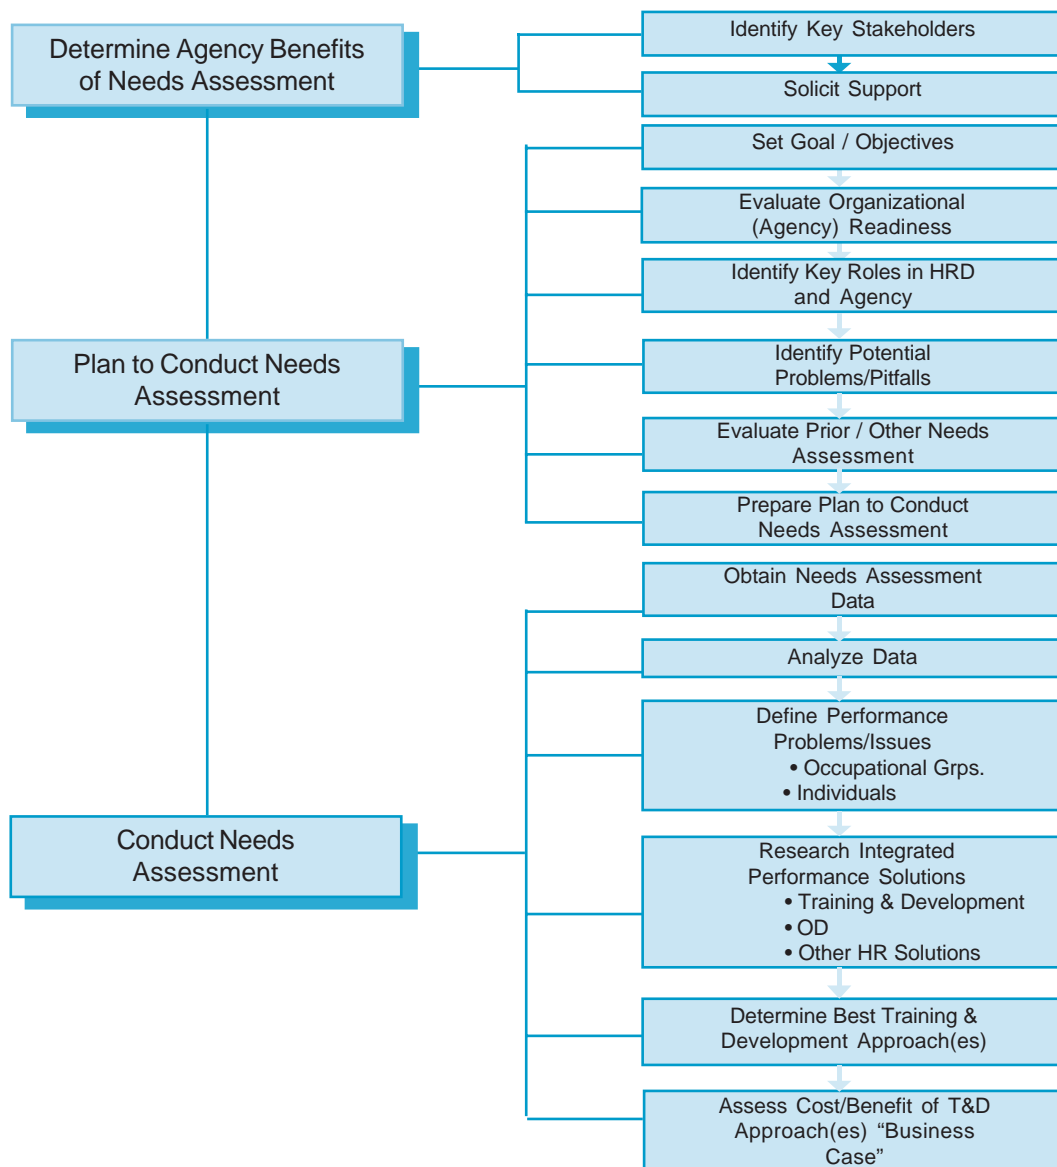 Determine Agency Benefits
of Needs Assessment
Identify Key Stakeholders
Solicit Support
Plan to Conduct Needs
Assessment
Set Goal / Objectives
Evaluate Organizational
(Agency) Readiness
Identify Key Roles in HRD
and Agency
Identify Potential
Problems/Pitfalls
Evaluate Prior / Other Needs
Assessment
Prepare Plan to Conduct
Needs Assessment
Conduct Needs
Assessment
Obtain Needs Assessment
Data
Analyze Data
Define Performance
Problems/Issues
• Occupational Grps.
• Individuals
Research Integrated
Performance Solutions
• Training & Development
• OD
• Other HR Solutions
Determine Best Training &
Development Approach(es)
Assess Cost/Benefit of T&D
Approach(es) “Business
Case”